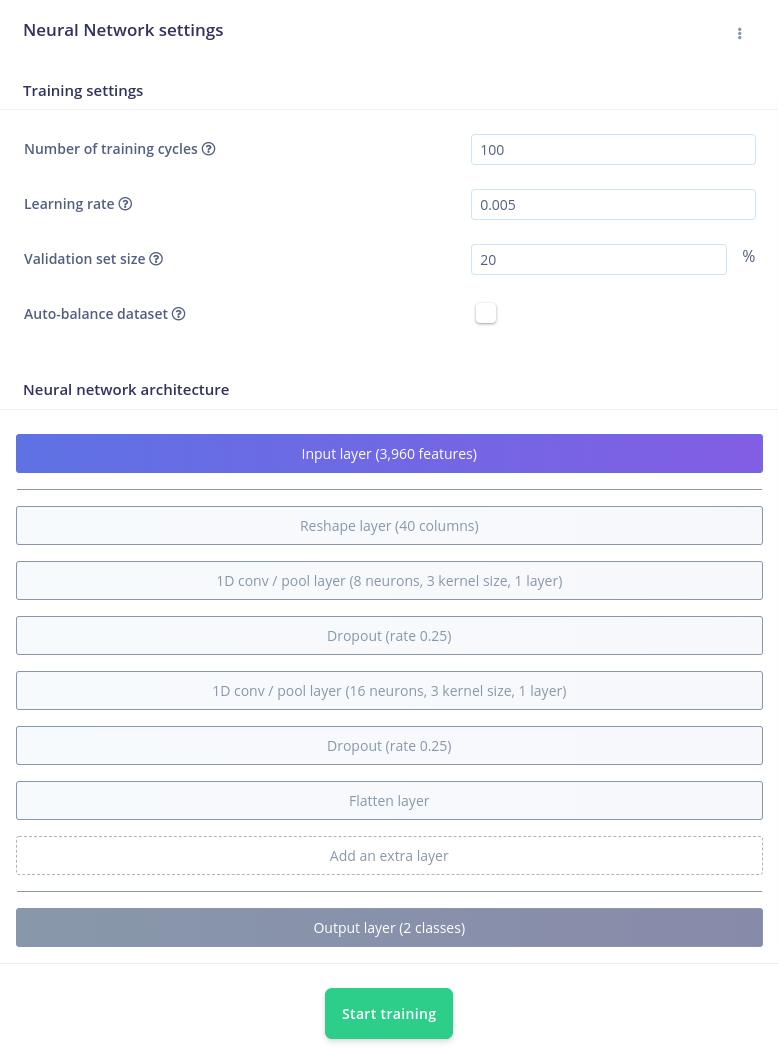 Neural Network settings
Training settings
Number of training cycles
100
Learning rate
0.005
Validation set size
20
%
Auto-balance dataset
Neural network architecture
Input layer (3,960 features)
Reshape layer (40 columns)
1D conv / pool layer (8 neurons, 3 kernel size, 1 layer)
Dropout (rate 0.25)
1D conv / pool layer (16 neurons, 3 kernel size, 1 layer)
Dropout (rate 0.25)
Flatten layer
Add an extra layer
Output layer (2 classes)
Start training